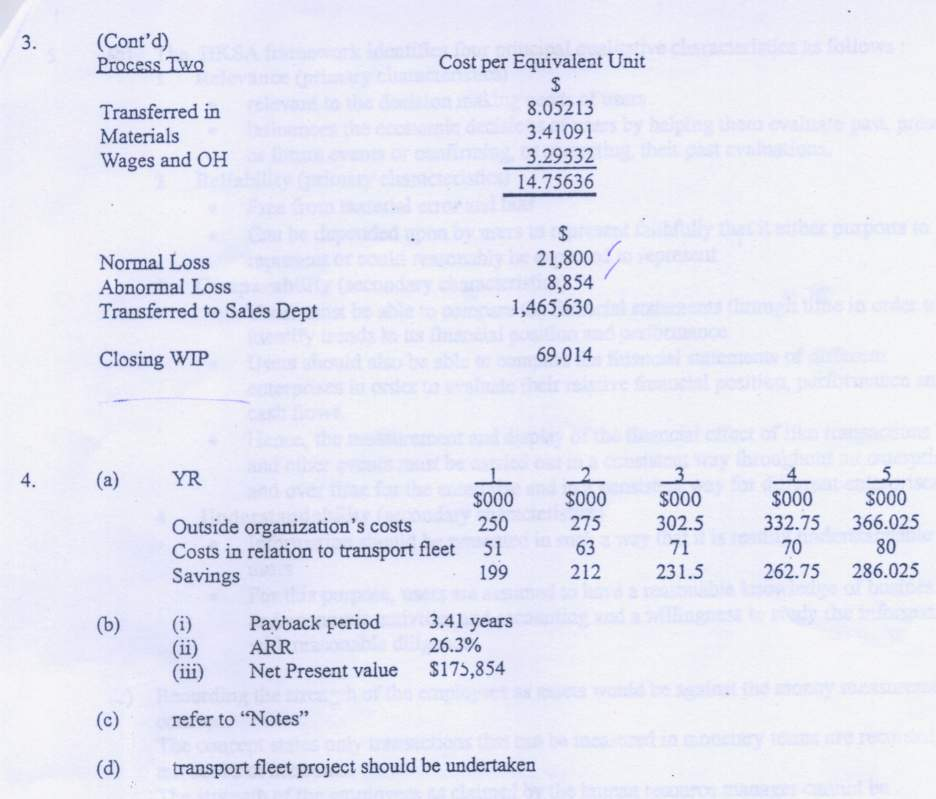 3. (Cont'd)
Process Two Cost per Equivalent Unit
$
Transferred in 8.05213
Materials 3.41091
Wages and OH 3.29332
14.75636
$
Normal Loss 21,800
Abnormal Loss 8,854
Transferred to Sales Dept 1,465,630
Closing WIP 69,014
4. (a) YR 1 2 3 4 5
$000 $000 $000 $000 $000
Outside organization's costs 250 275 302.5 332.75 366.025
Costs in relation to transport fleet 51 63 71 70 80
Savings 199 212 231.5 262.75 286.025
(b) (i) Payback period 3.41 years
(ii) ARR 26.3%
(iii) Net Present value $175,854
(c) refer to "Notes"
(d) transport fleet project should be undertaken